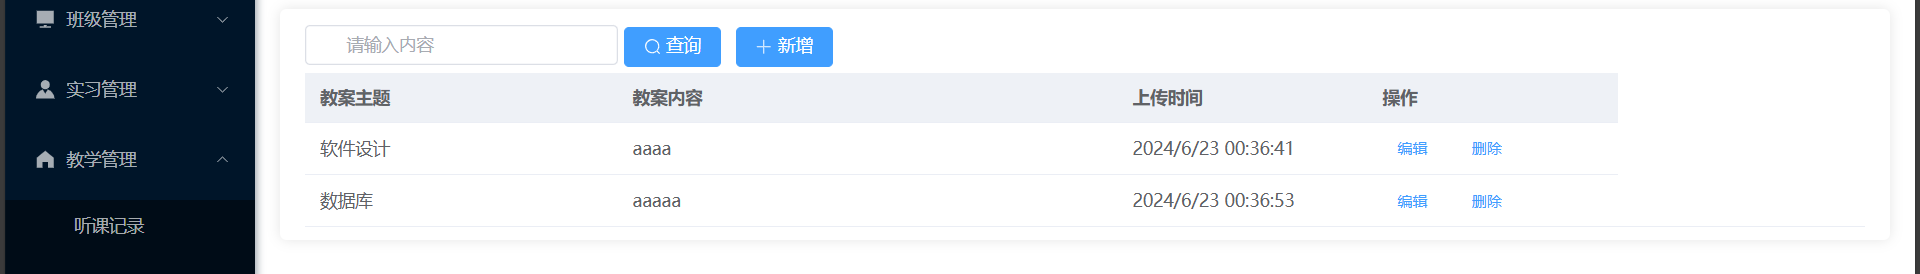 班级管理
实习管理
教学管理
听课记录
请输入内容 查询 新增
教案主题 教案内容 上传时间 操作
软件设计 aaaa 2024/6/23 00:36:41 编辑 删除
数据库 aaaaa 2024/6/23 00:36:53 编辑 删除